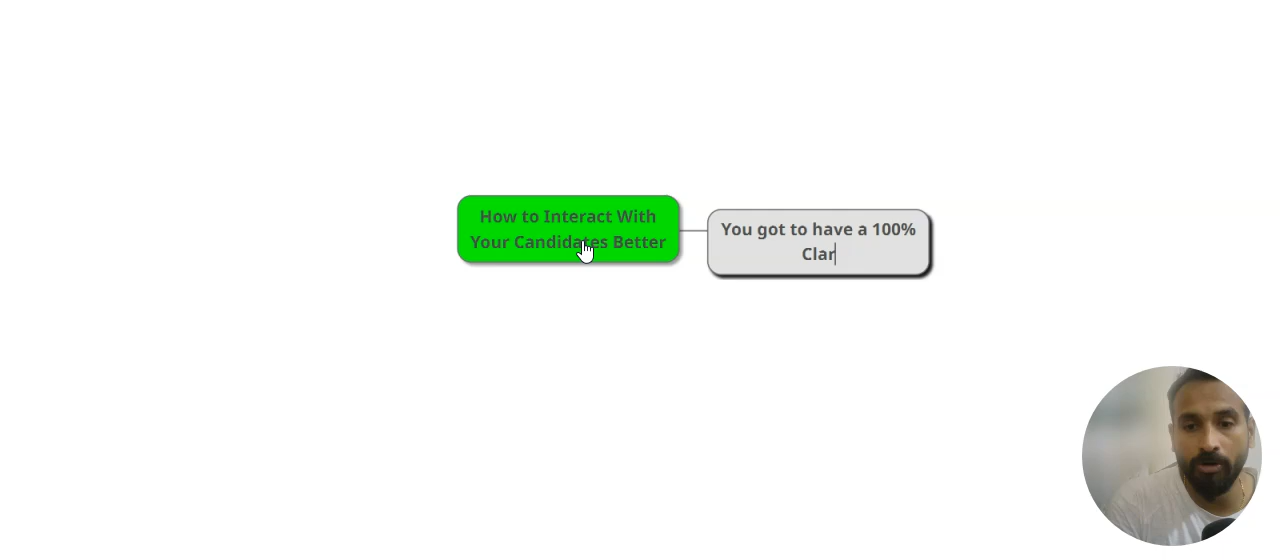 How to Interact With
Your Candidates Better
You got to have a 100%
Clar